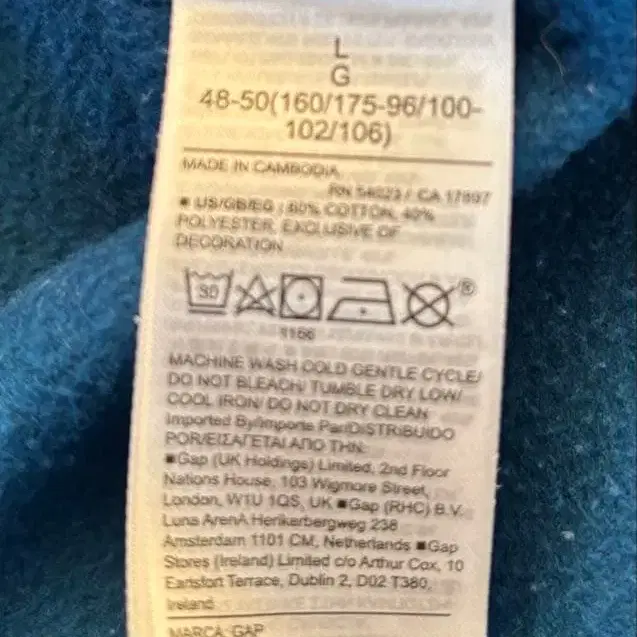 L
G
48-50(160/175-96/100-
102/106)
MADE IN CAMBODIA
RN 54023 / CA 17897
■ US/GB/EG : 60% COTTON, 40%
POLYESTER, EXCLUSIVE OF
DECORATION
30
®
1166
MACHINE WASH COLD GENTLE CYCLE/
DO NOT BLEACH/ TUMBLE DRY LOW/
COOL IRON/ DO NOT DRY CLEAN
Imported By/Importe Par/DISTRIBUIDO
POR/ΕΙΣΑΓΕΤΑΙ ΑΠΟ ΤΗΝ:
■Gap (UK Holdings) Limited, 2nd Floor
Nations House, 103 Wigmore Street,
London, W1U 1QS, UK ■Gap (RHC) B.V.
Luna ArenA Herikerbergweg 238
Amsterdam 1101 CM, Netherlands ■Gap
Stores (Ireland) Limited c/o Arthur Cox, 10
Earlsfort Terrace, Dublin 2, D02 T380,
Ireland
MARCA: GAP